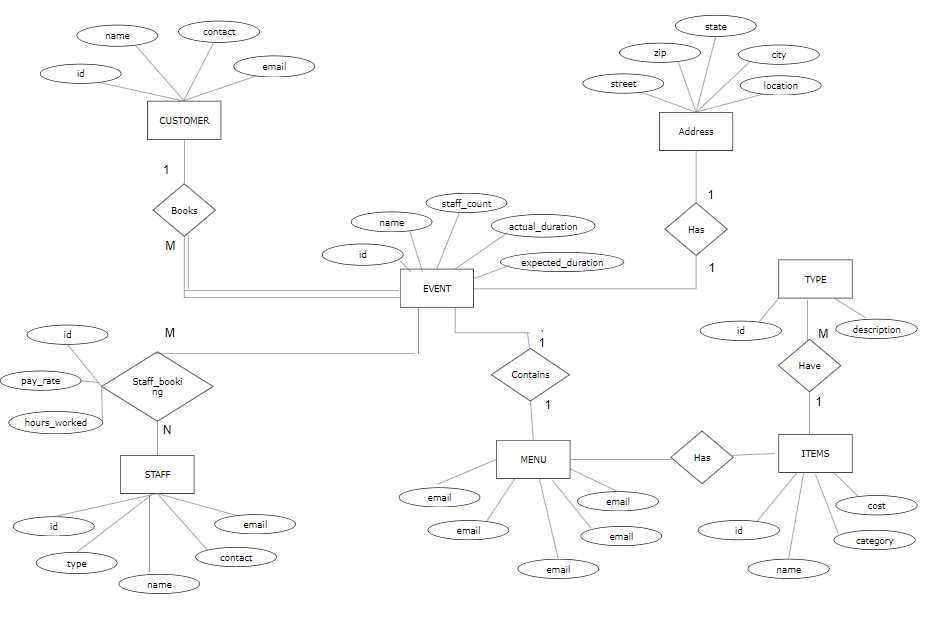 state
name
contact
zip
city
id
email
street
location
CUSTOMER
Address
1
1
Books
staff_count
Has
M
name
actual_duration
id
expected_duration
1
EVENT
TYPE
id
M
1
id
M
description
pay_rate
Staff_booki
ng
Contains
Have
1
1
hours_worked
N
STAFF
MENU
Has
ITEMS
email
email
cost
id
email
email
email
id
category
type
contact
email
name
name